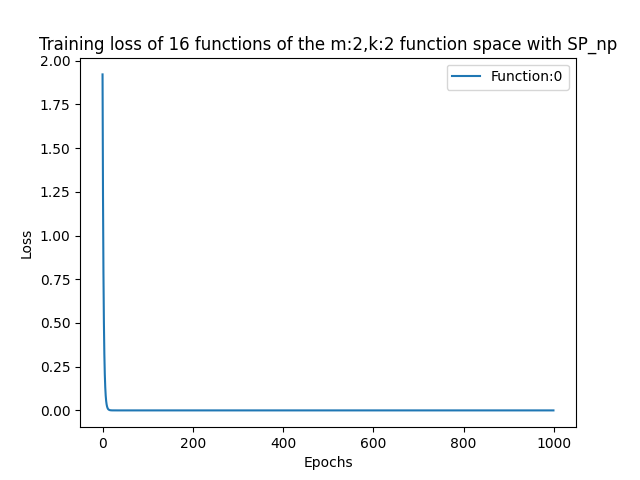 Training loss of 16 functions of the m:2,k:2 function space with SP_np
Function:0
2.00
1.75
1.50
1.25
1.00
0.75
0.50
0.25
0.00
Loss
0 200 400 600 800 1000
Epochs